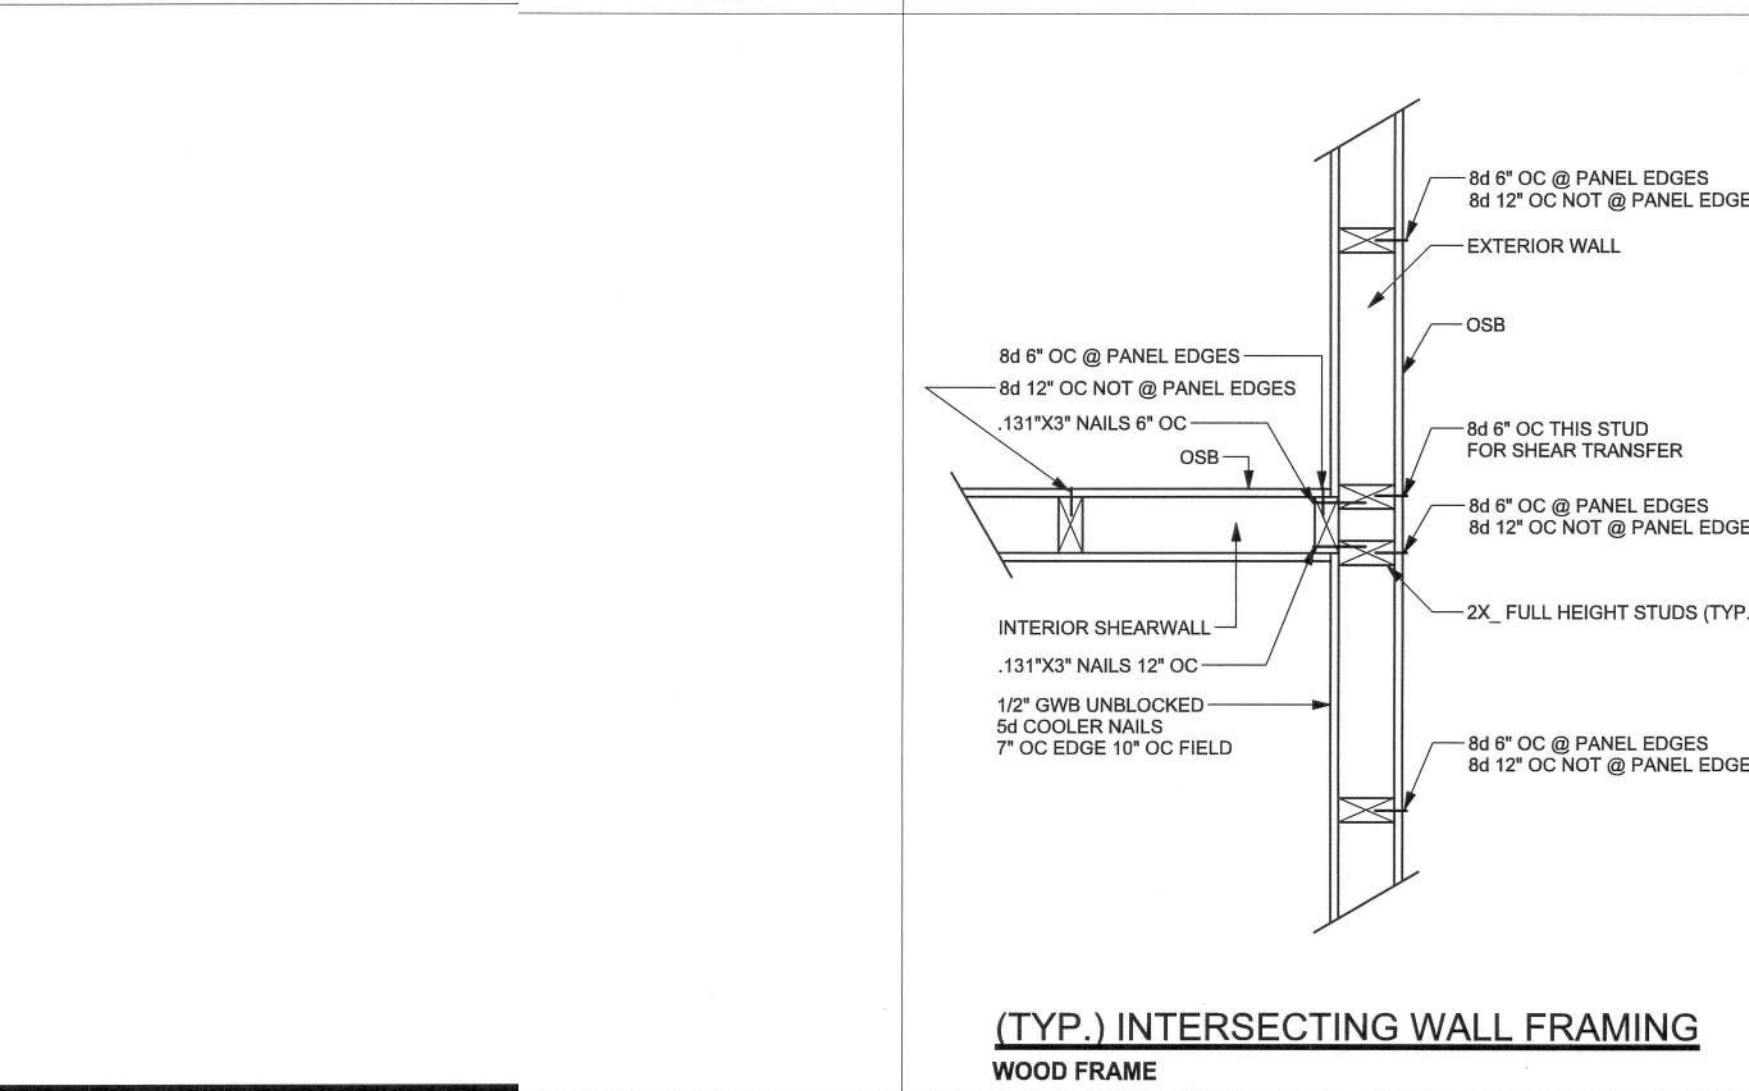 8d 6" OC @ PANEL EDGES
8d 12" OC NOT @ PANEL EDGE
EXTERIOR WALL
OSB
8d 6" OC @ PANEL EDGES
8d 12" OC NOT @ PANEL EDGES
.131"X3" NAILS 6" OC
OSB
8d 6" OC THIS STUD
FOR SHEAR TRANSFER
8d 6" OC @ PANEL EDGES
8d 12" OC NOT @ PANEL EDGE
2X_ FULL HEIGHT STUDS (TYP.
INTERIOR SHEARWALL
.131"X3" NAILS 12" OC
1/2" GWB UNBLOCKED
5d COOLER NAILS
7" OC EDGE 10" OC FIELD
8d 6" OC @ PANEL EDGES
8d 12" OC NOT @ PANEL EDGE
(TYP.) INTERSECTING WALL FRAMING
WOOD FRAME